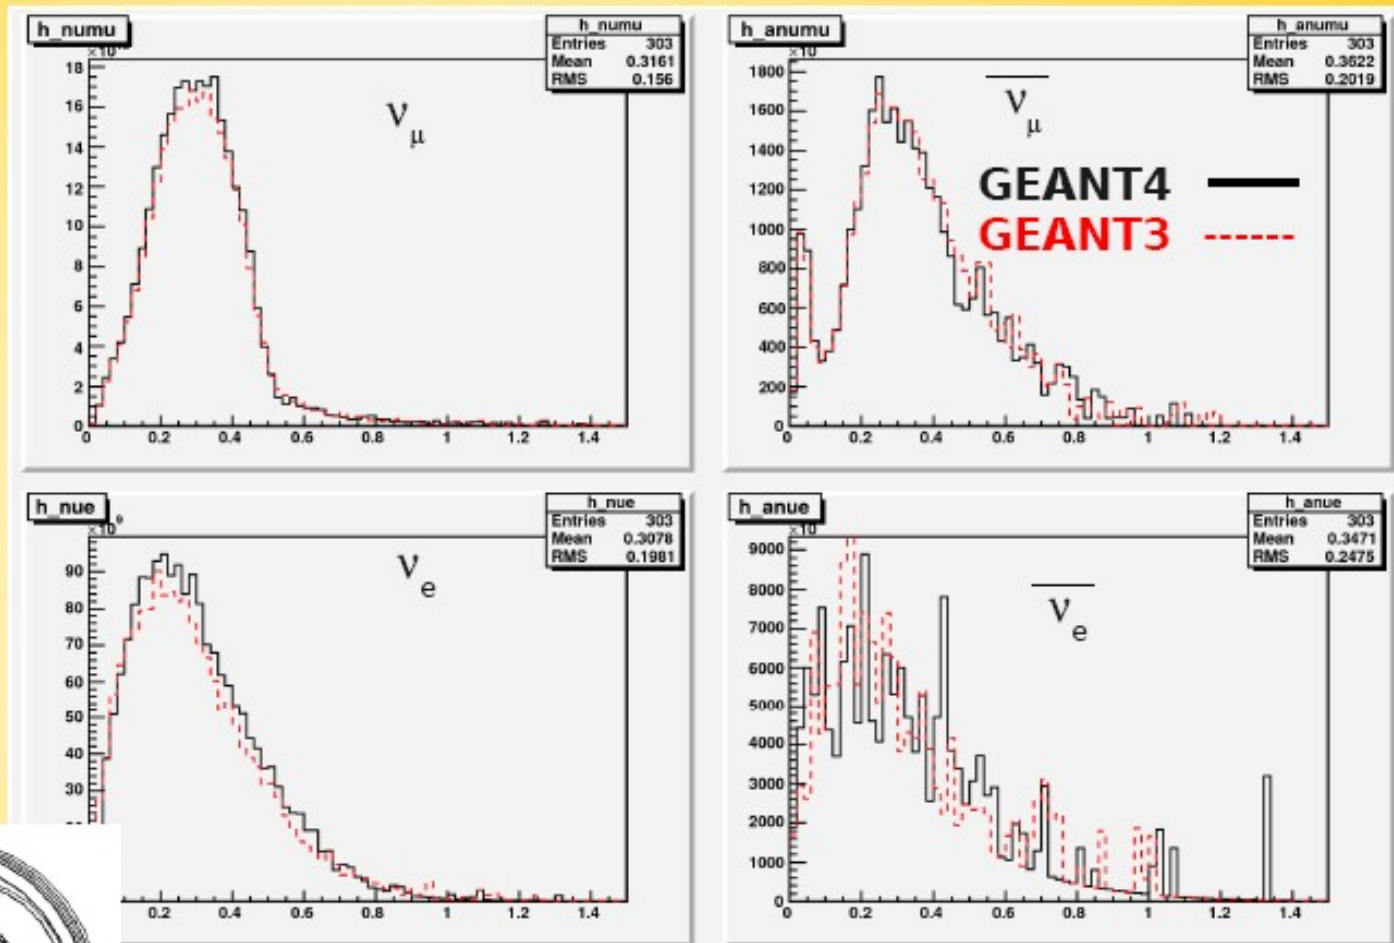 h_numu
h_numu
Entries 303
Mean 0.3161
RMS 0.156
18
16
14
12
10
8
6
4
2
0
0 0.2 0.4 0.6 0.8 1 1.2 1.4
νμ
h_anumu
×10
h_anumu
Entries 303
Mean 0.3622
RMS 0.2019
1800
1600
1400
1200
1000
800
600
400
200
0
0 0.2 0.4 0.6 0.8 1 1.2 1.4
νμ
GEANT4
GEANT3
h_nue
×10⁹
h_nue
Entries 303
Mean 0.3078
RMS 0.1981
90
80
70
60
50
40
30
0.2 0.4 0.6 0.8 1 1.2 1.4
νe
h_anue
×10
h_anue
Entries 303
Mean 0.3471
RMS 0.2475
9000
8000
7000
6000
5000
4000
3000
2000
1000
0
0 0.2 0.4 0.6 0.8 1 1.2 1.4
νe